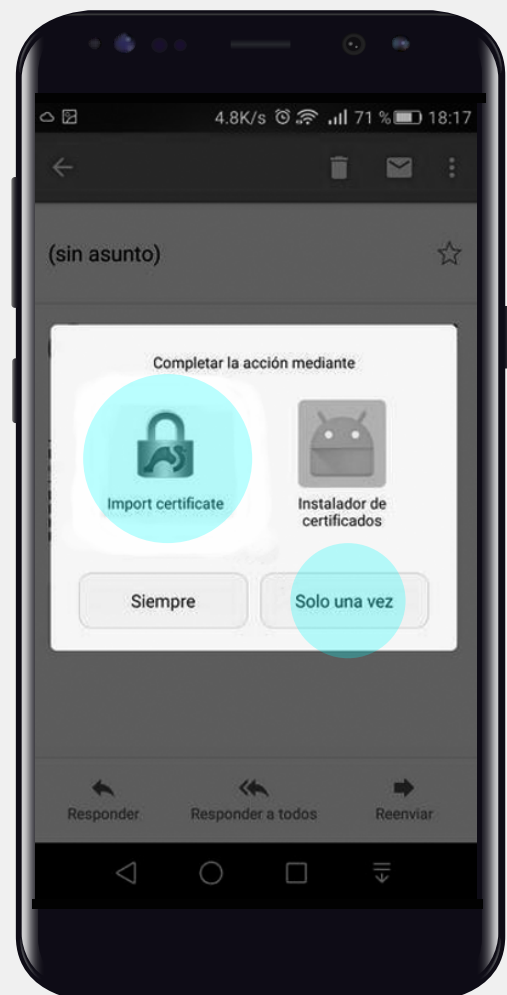 4.8K/s 71 % 18:17
(sin asunto)
Completar la acción mediante
Import certificate
Instalador de
certificados
Siempre
Solo una vez
Responder
Responder a todos
Reenviar